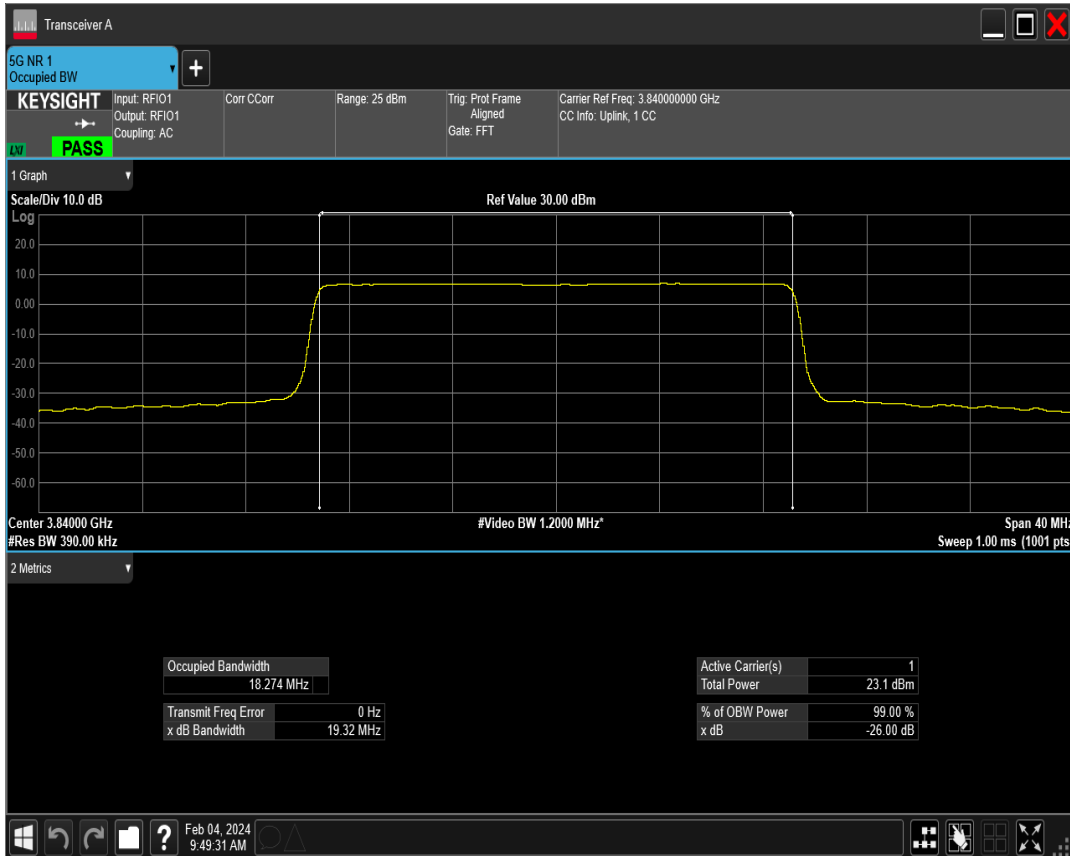 Transceiver A
5G NR 1
Occupied BW
+
KEYSIGHT
LXI
PASS
Input: RFIO1
Output: RFIO1
Coupling: AC
Corr CCorr
Range: 25 dBm
Trig: Prot Frame
Aligned
Gate: FFT
Carrier Ref Freq: 3.840000000 GHz
CC Info: Uplink, 1 CC
1 Graph
Scale/Div 10.0 dB
Ref Value 30.00 dBm
Log
20.0
10.0
0.00
-10.0
-20.0
-30.0
-40.0
-50.0
-60.0
Center 3.84000 GHz
#Video BW 1.2000 MHz*
Span 40 MHz
#Res BW 390.00 kHz
Sweep 1.00 ms (1001 pts
2 Metrics
Occupied Bandwidth
18.274 MHz
Transmit Freq Error 0 Hz
x dB Bandwidth 19.32 MHz
Active Carrier(s) 1
Total Power 23.1 dBm
% of OBW Power 99.00 %
x dB -26.00 dB
?
Feb 04, 2024
9:49:31 AM